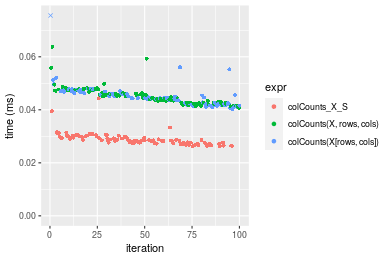 0.06
0.04
0.02
0.00
time (ms)
0
25
50
75
100
iteration
expr
colCounts_X_S
colCounts(X, rows, cols)
colCounts(X[rows, cols])